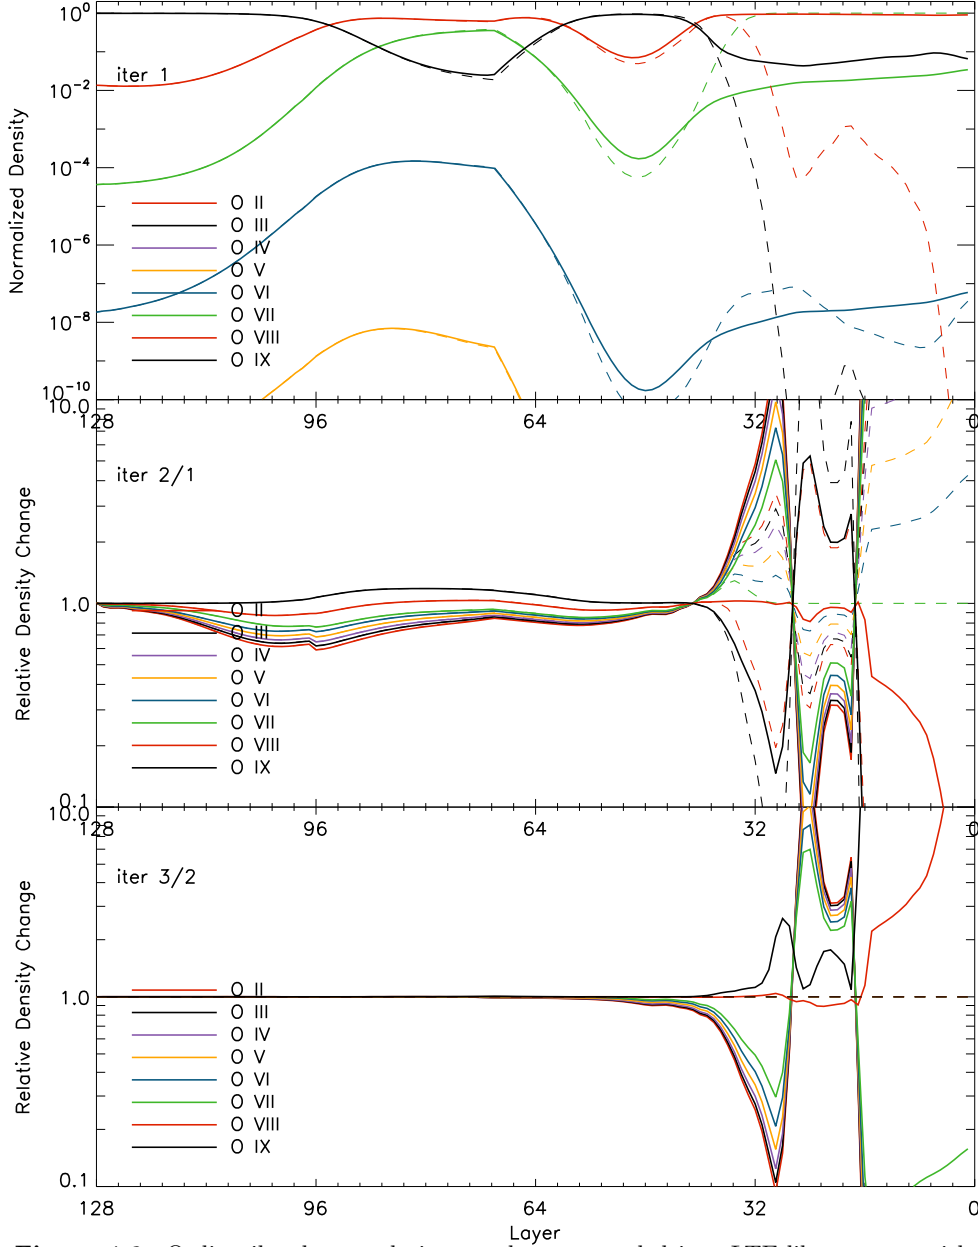 10⁰
iter 1
10⁻²
10⁻⁴
10⁻⁶
10⁻⁸
10⁻¹⁰
Normalized Density
O II
O III
O IV
O V
O VI
O VII
O VIII
O IX
128 96 64 32 0
10.0
iter 2/1
1.0
0.1
Relative Density Change
O II
O III
O IV
O V
O VI
O VII
O VIII
O IX
128 96 64 32 0
10.0
iter 3/2
1.0
0.1
Relative Density Change
O II
O III
O IV
O V
O VI
O VII
O VIII
O IX
128 96 64 32 0
Layer